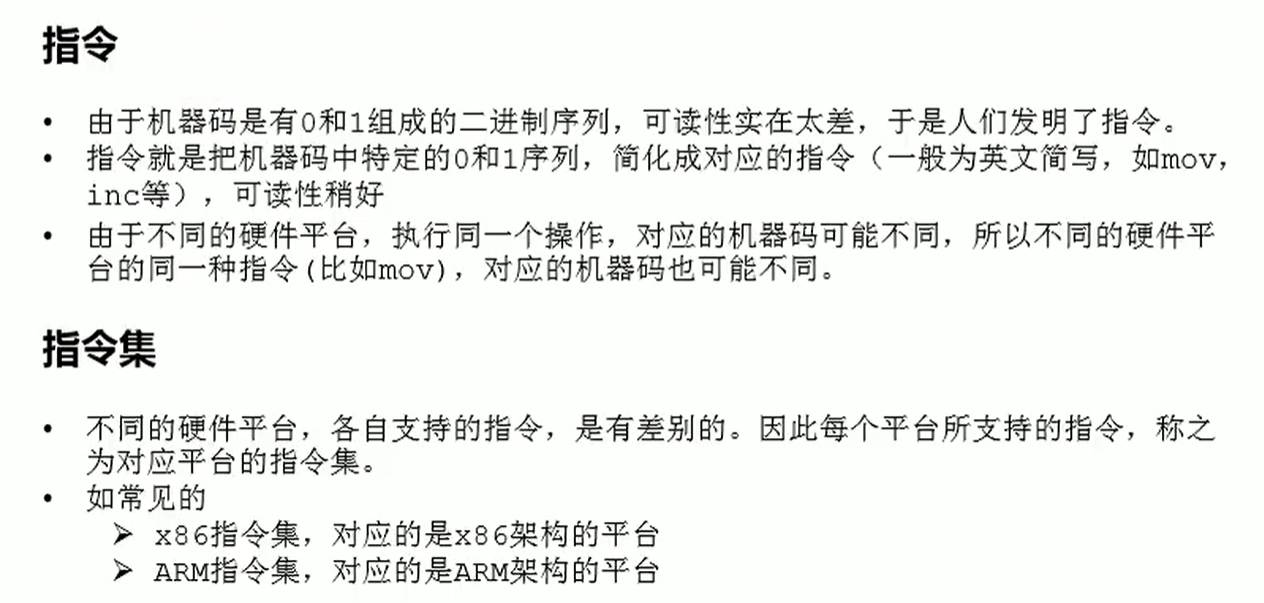 指令
• 由于机器码是有0和1组成的二进制序列，可读性实在太差，于是人们发明了指令。
• 指令就是把机器码中特定的0和1序列，简化成对应的指令（一般为英文简写，如mov，
inc等），可读性稍好
• 由于不同的硬件平台，执行同一个操作，对应的机器码可能不同，所以不同的硬件平
台的同一种指令(比如mov)，对应的机器码也可能不同。
指令集
• 不同的硬件平台，各自支持的指令，是有差别的。因此每个平台所支持的指令，称之
为对应平台的指令集。
• 如常见的
➢ x86指令集，对应的是x86架构的平台
➢ ARM指令集，对应的是ARM架构的平台